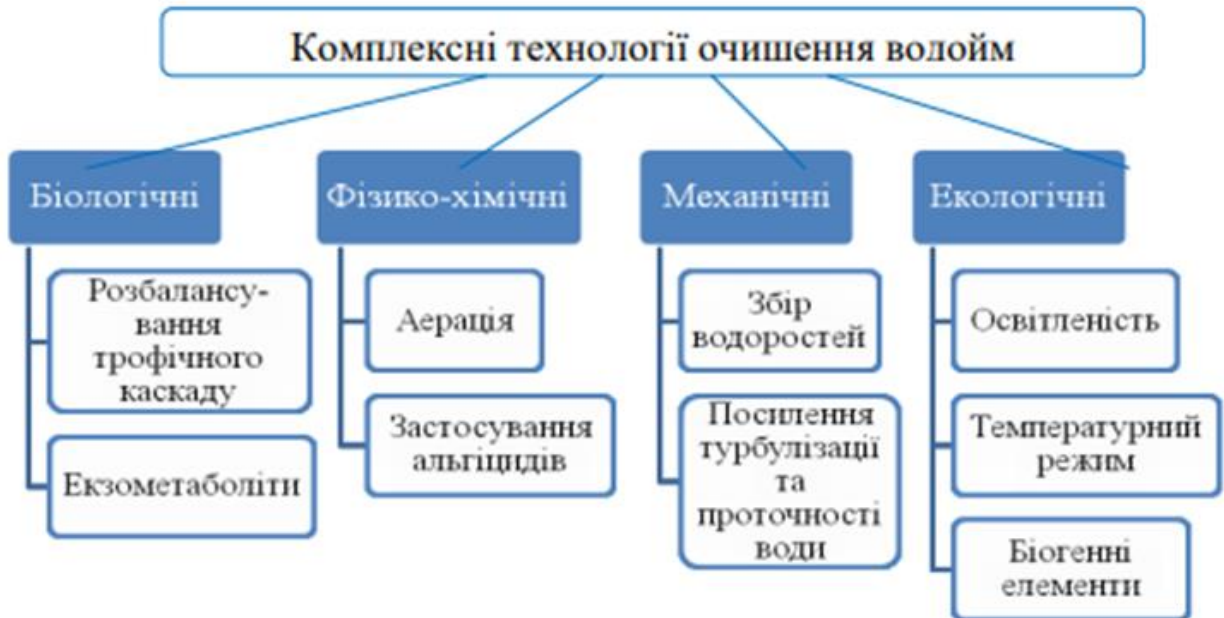 Комплексні технології очишення водойм
Біологічні
Розбалансу-
вання
трофічного
каскаду
Екзометаболіти
Фізико-хімічні
Аерація
Застосування
альгіцидів
Механічні
Збір
водоростей
Посилення
турбулізації
та
проточності
води
Екологічні
Освітленість
Температурний
режим
Біогенні
елементи